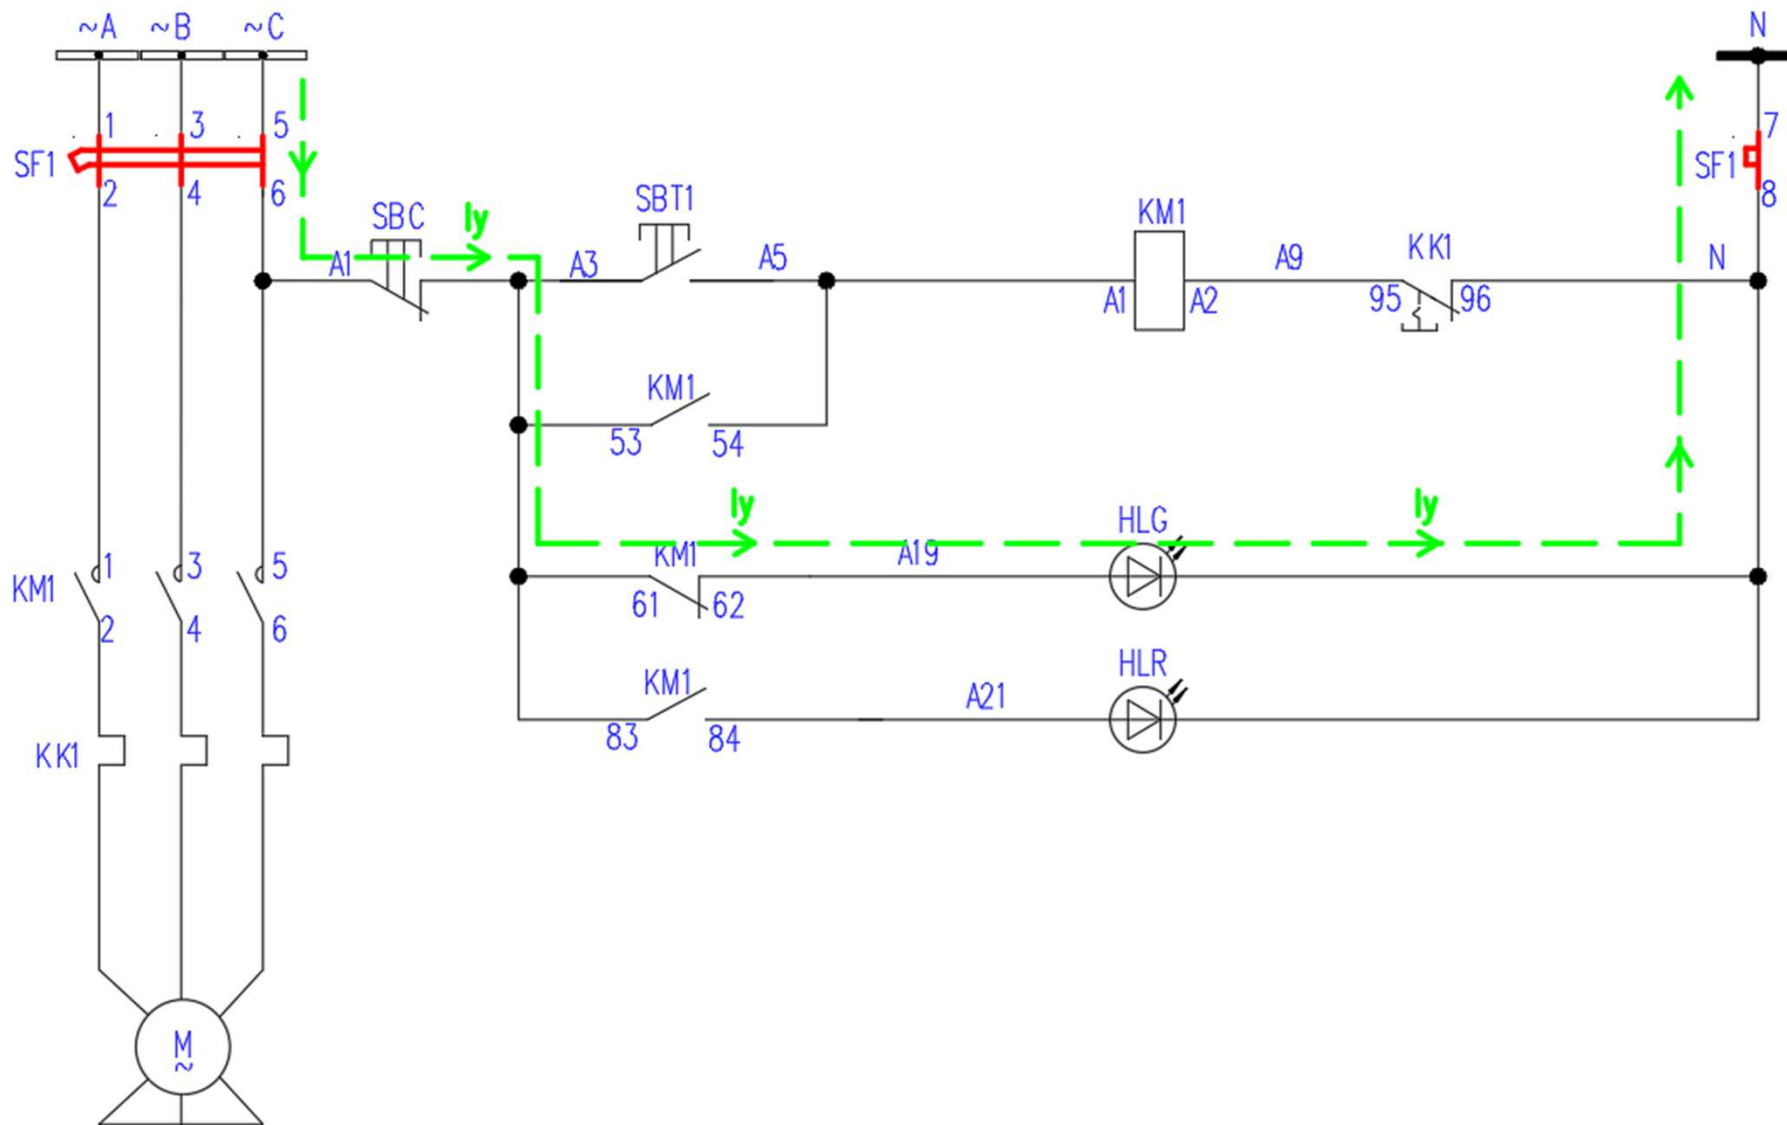 ~A ~B ~C N
1 3 5 7
SF1 SF1
2 4 6 8
SBC Iy SBT1 KM1
KK1
A1 A3 A5 A9 N
A1 A2 95 96
KM1
53 54
Iy Iy
HLG
KM1 A19
1 3 5
KM1 61 62
2 4 6
HLR
KM1 A21
83 84
KK1
M
~